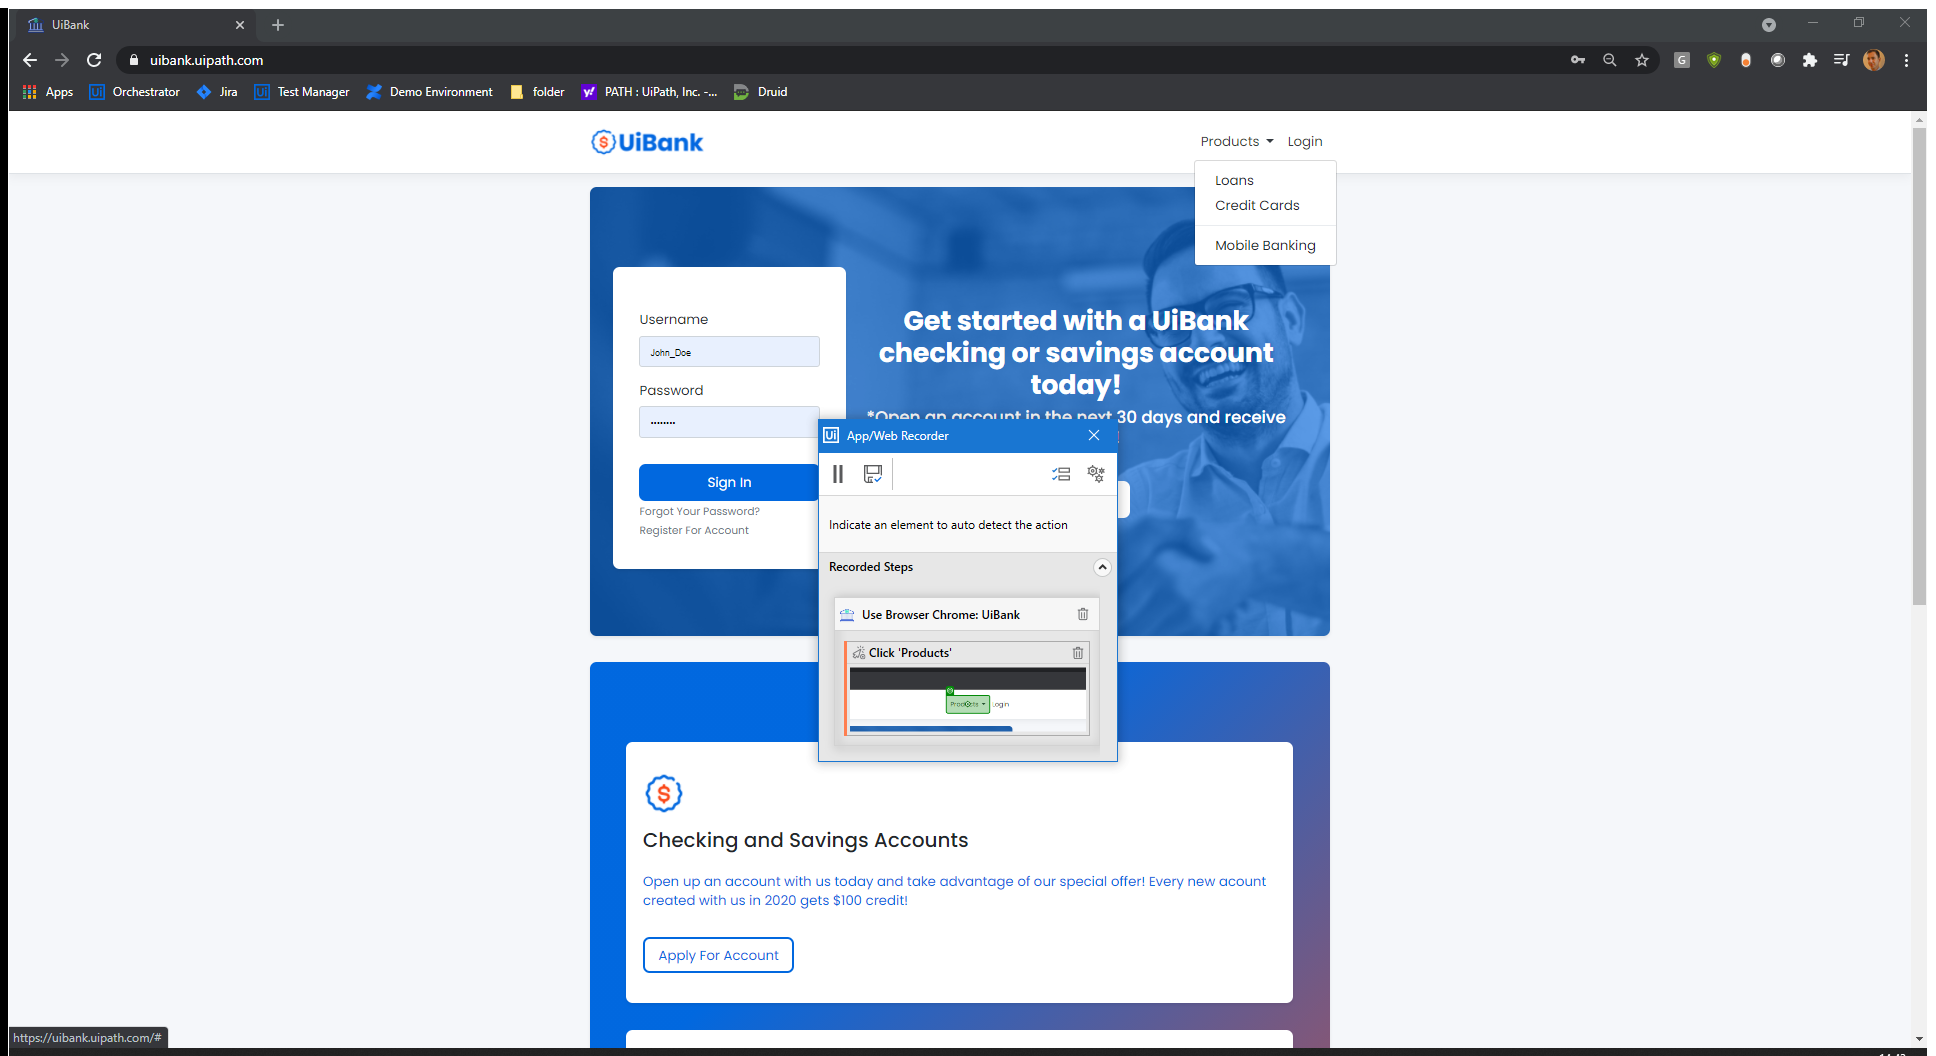 UiBank
uibank.uipath.com
G
Apps Orchestrator Jira Test Manager Demo Environment folder PATH : UiPath, Inc. -... Druid
UiBank
Products Login
Loans
Credit Cards
Mobile Banking
Username
John_Doe
Password
........
Sign In
Forgot Your Password?
Register For Account
Get started with a UiBank
checking or savings account
today!
*Open an account in the next 30 days and receive
Ui App/Web Recorder
Indicate an element to auto detect the action
Recorded Steps
Use Browser Chrome: UiBank
Click 'Products'
Products Login
Checking and Savings Accounts
Open up an account with us today and take advantage of our special offer! Every new acount
created with us in 2020 gets $100 credit!
Apply For Account
https://uibank.uipath.com/#